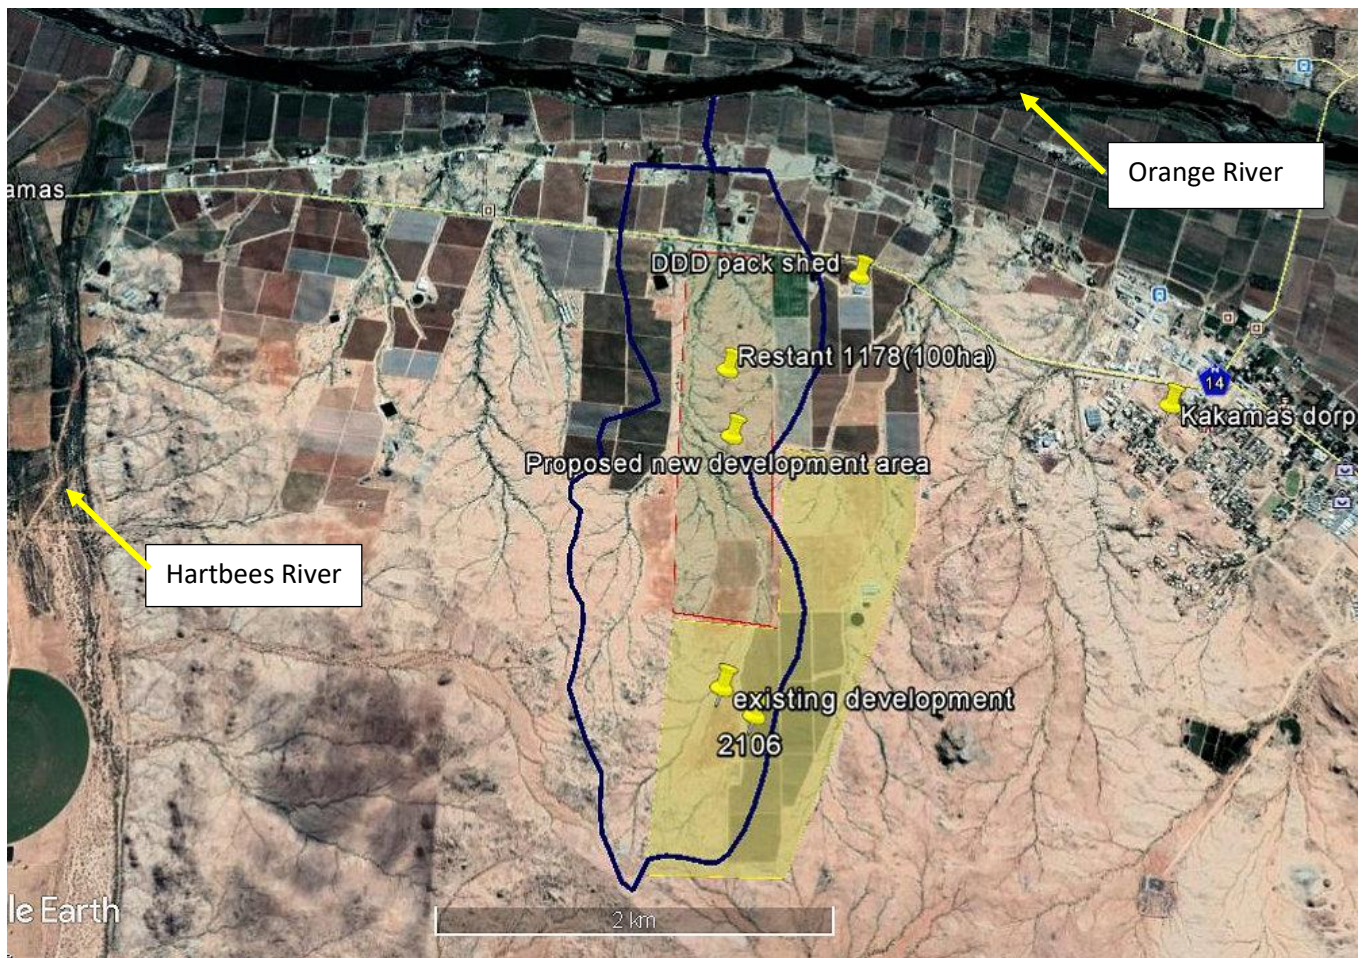 Orange River
amas
DDD pack shed
Restant 1178(100ha)
14
Kakamas dorp
Proposed new development area
Hartbees River
existing development
2106
le Earth
2 km